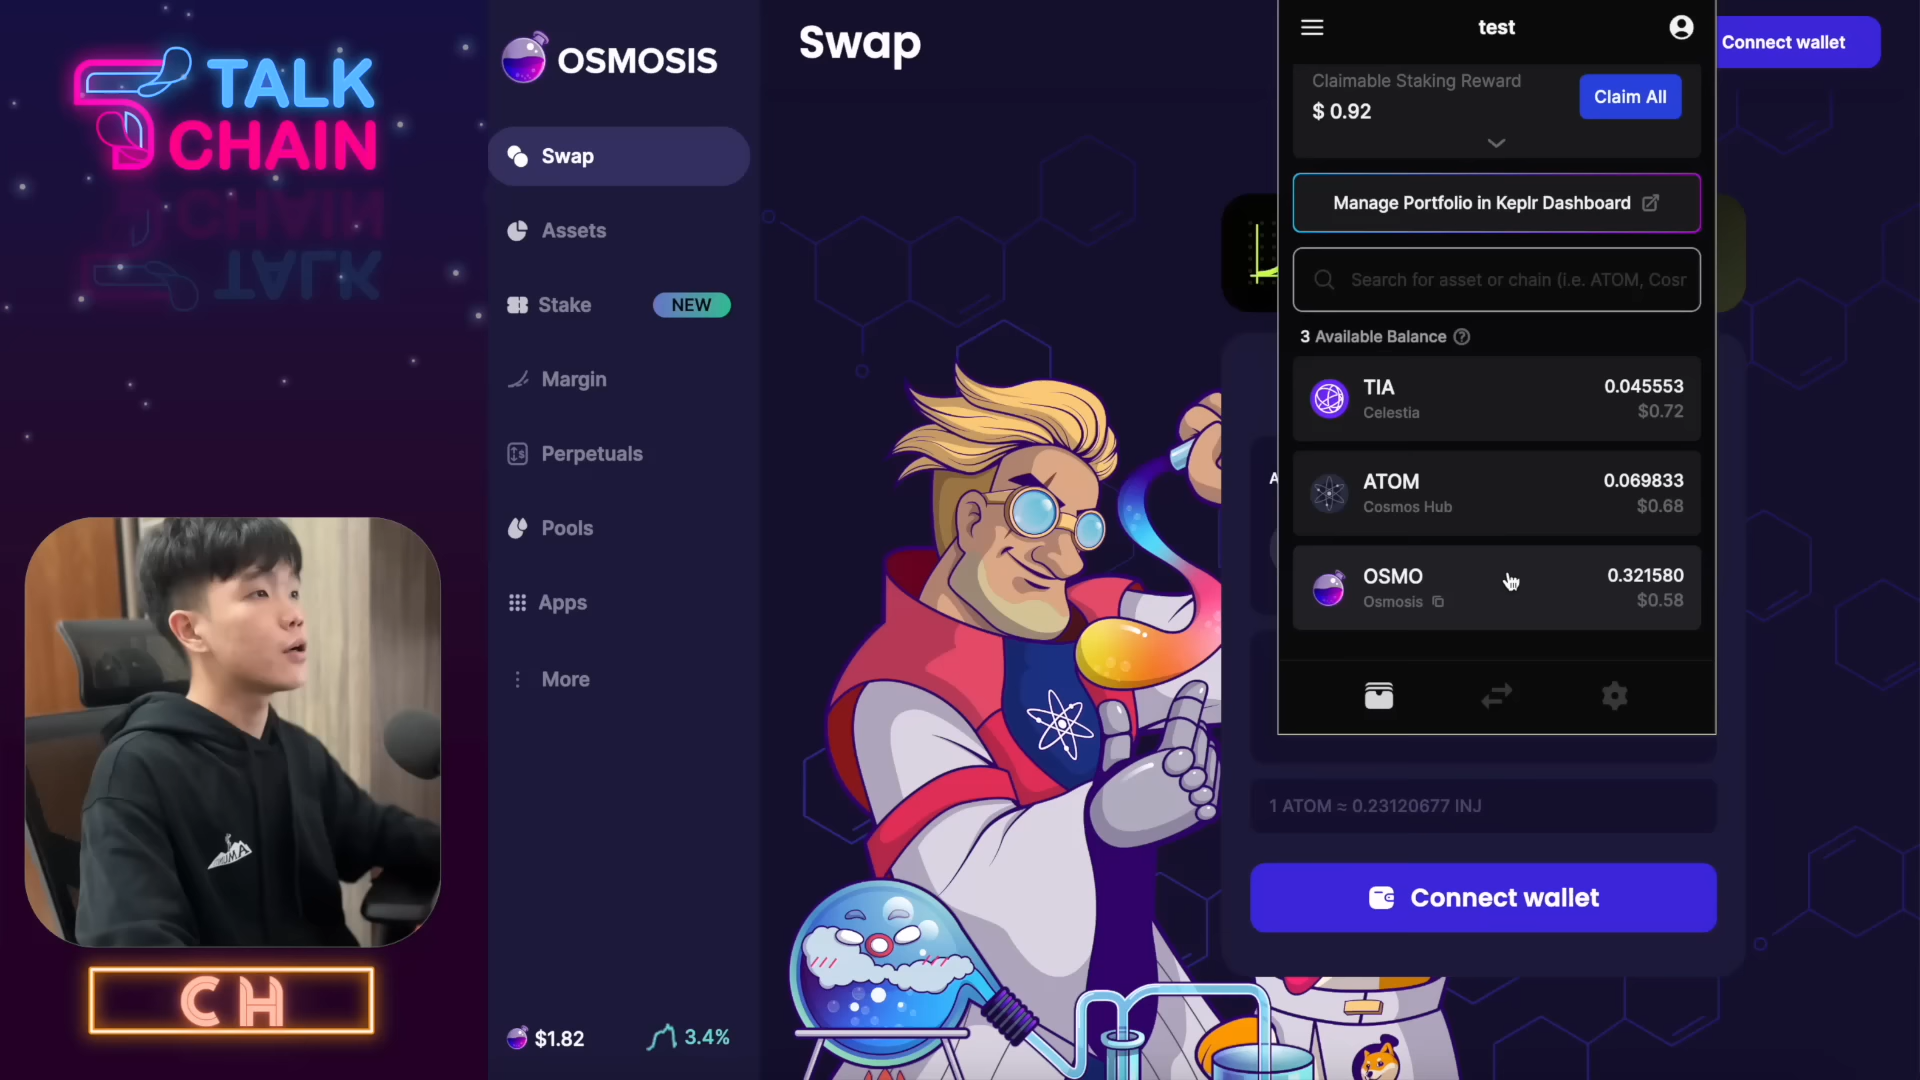 TALK
CHAIN
CH
OSMOSIS
Swap
Assets
Stake
NEW
Margin
Perpetuals
Pools
Apps
More
$1.82
3.4%
Swap
Connect wallet
test
Claimable Staking Reward
$ 0.92
Claim All
Manage Portfolio in Keplr Dashboard
Search for asset or chain (i.e. ATOM, Cosr
3 Available Balance
TIA
0.045553
Celestia
$0.72
ATOM
0.069833
Cosmos Hub
$0.68
OSMO
0.321580
Osmosis
$0.58
1 ATOM ≈ 0.23120677 INJ
Connect wallet